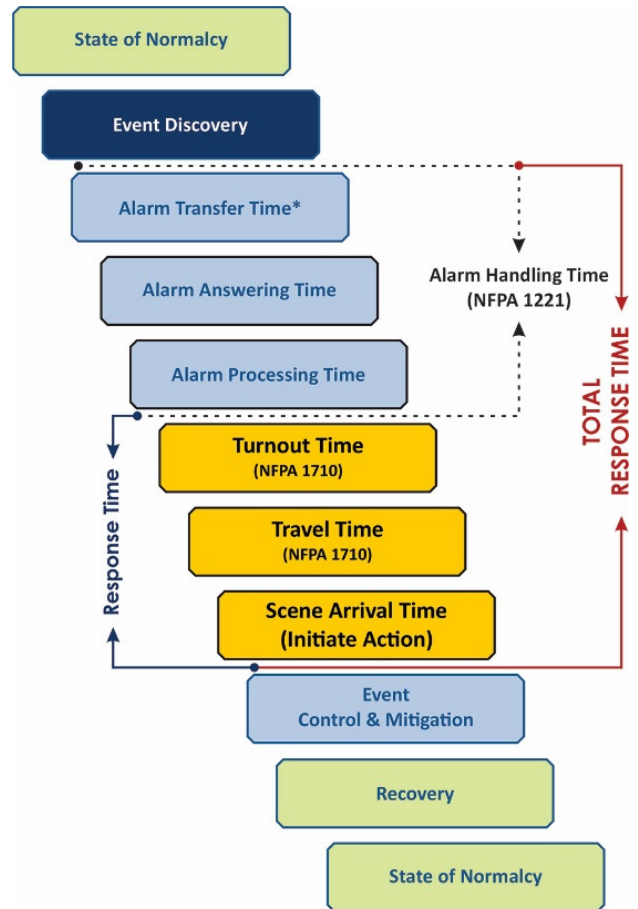 State of Normalcy
Event Discovery
Alarm Transfer Time*
Alarm Answering Time
Alarm Handling Time
(NFPA 1221)
Alarm Processing Time
TOTAL
RESPONSE TIME
Response Time
Turnout Time
(NFPA 1710)
Travel Time
(NFPA 1710)
Scene Arrival Time
(Initiate Action)
Event
Control & Mitigation
Recovery
State of Normalcy